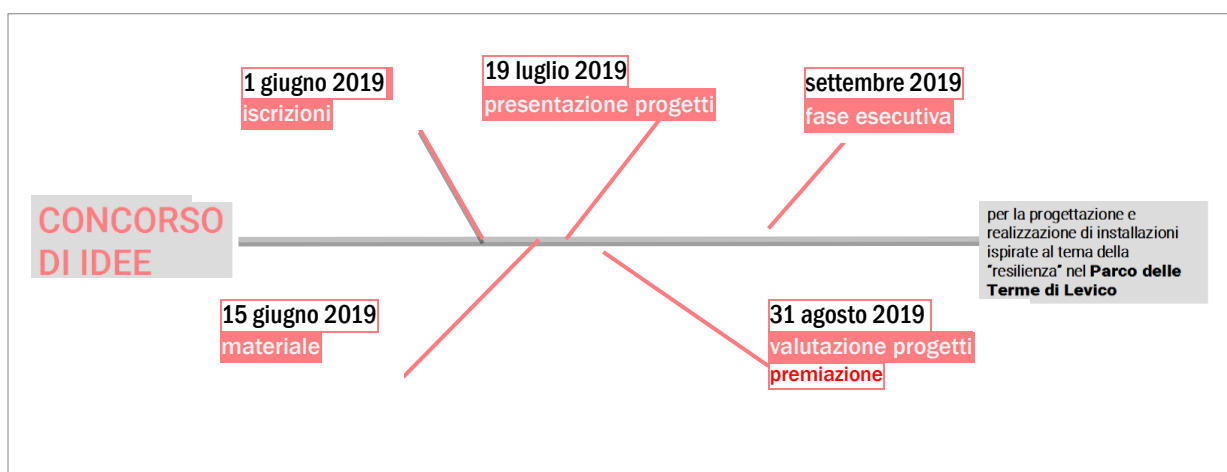 1 giugno 2019
iscrizioni
19 luglio 2019
presentazione progetti
settembre 2019
fase esecutiva
CONCORSO
DI IDEE
per la progettazione e
realizzazione di installazioni
ispirate al tema della
"resilienza" nel Parco delle
Terme di Levico
15 giugno 2019
materiale
31 agosto 2019
valutazione progetti
premiazione